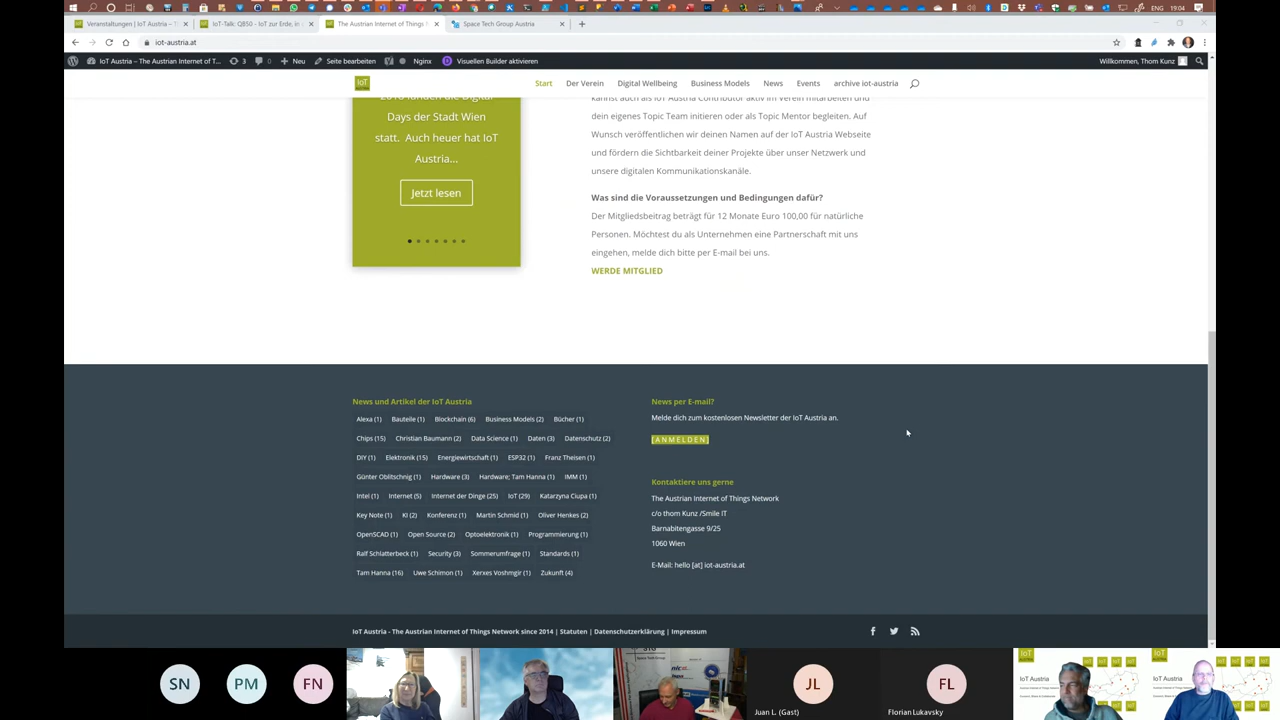 ENG 19:04
Veranstaltungen | IoT Austria – T
IoT-Talk: QB50 - IoT zur Erde, in
The Austrian Internet of Things
Space Tech Group Austria
iot-austria.at
IoT Austria – The Austrian Internet of T...
3
0
Neu
Seite bearbeiten
Nginx
Visuellen Builder aktivieren
Willkommen, Thom Kunz
Start
Der Verein
Digital Wellbeing
Business Models
News
Events
archive iot-austria
Days der Stadt Wien
statt. Auch heuer hat IoT
Austria...
Jetzt lesen
kannst auch als IoT Austria Contributor aktiv im Verein mitarbeiten und
dein eigenes Topic Team initieren oder als Topic Mentor begleiten. Auf
Wunsch veröffentlichen wir deinen Namen auf der IoT Austria Webseite
und fördern die Sichtbarkeit deiner Projekte über unser Netzwerk und
unsere digitalen Kommunikationskanäle.
Was sind die Voraussetzungen und Bedingungen dafür?
Der Mitgliedsbeitrag beträgt für 12 Monate Euro 100,00 für natürliche
Personen. Möchtest du als Unternehmen eine Partnerschaft mit uns
eingehen, melde dich bitte per E-mail bei uns.
WERDE MITGLIED
News und Artikel der IoT Austria
Alexa (1) Bauteile (1) Blockchain (6) Business Models (2) Bücher (1)
Chips (15) Christian Baumann (2) Data Science (1) Daten (3) Datenschutz (2)
DIY (1) Elektronik (15) Energiewirtschaft (1) ESP32 (1) Franz Theisen (1)
Günter Oblitschnig (1) Hardware (3) Hardware; Tam Hanna (1) IMM (1)
Intel (1) Internet (5) Internet der Dinge (25) IoT (29) Katarzyna Ciupa (1)
Key Note (1) KI (2) Konferenz (1) Martin Schmid (1) Oliver Henkes (2)
OpenSCAD (1) Open Source (2) Optoelektronik (1) Programmierung (1)
Ralf Schlatterbeck (1) Security (3) Sommerumfrage (1) Standards (1)
Tam Hanna (16) Uwe Schimon (1) Xerxes Voshmgir (1) Zukunft (4)
News per E-mail?
Melde dich zum kostenlosen Newsletter der IoT Austria an.
[ANMELDEN]
Kontaktiere uns gerne
The Austrian Internet of Things Network
c/o thom Kunz /Smile IT
Barnabitengasse 9/25
1060 Wien
E-Mail: hello [at] iot-austria.at
IoT Austria - The Austrian Internet of Things Network since 2014 | Statuten | Datenschutzerklärung | Impressum
SN
PM
FN
JL
Juan L. (Gast)
FL
Florian Lukavsky
IoT Austria
IoT Austria